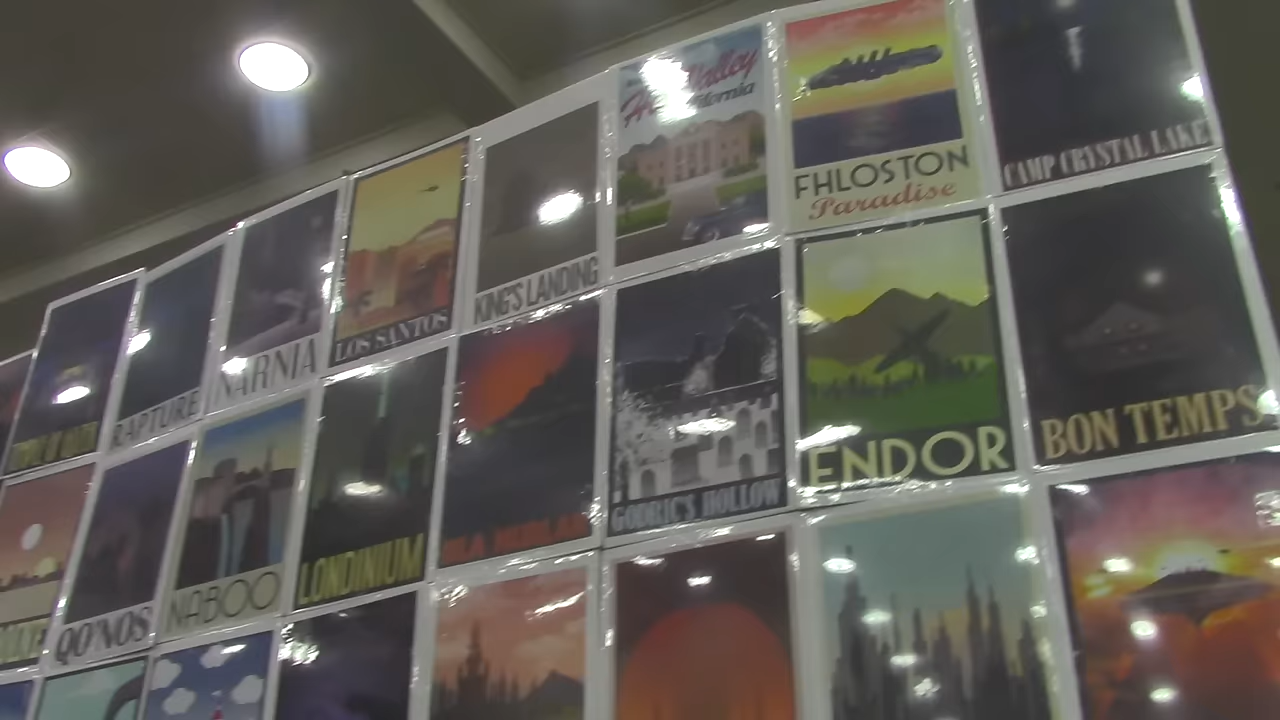 Valley
California
FHLOSTON
Paradise
CAMP CRYSTAL LAKE
KING'S LANDING
LOS SANTOS
NARNIA
RAPTURE
BON TEMPS
ENDOR
GODRIC'S HOLLOW
LONDINIUM
NABOO
QO'NOS